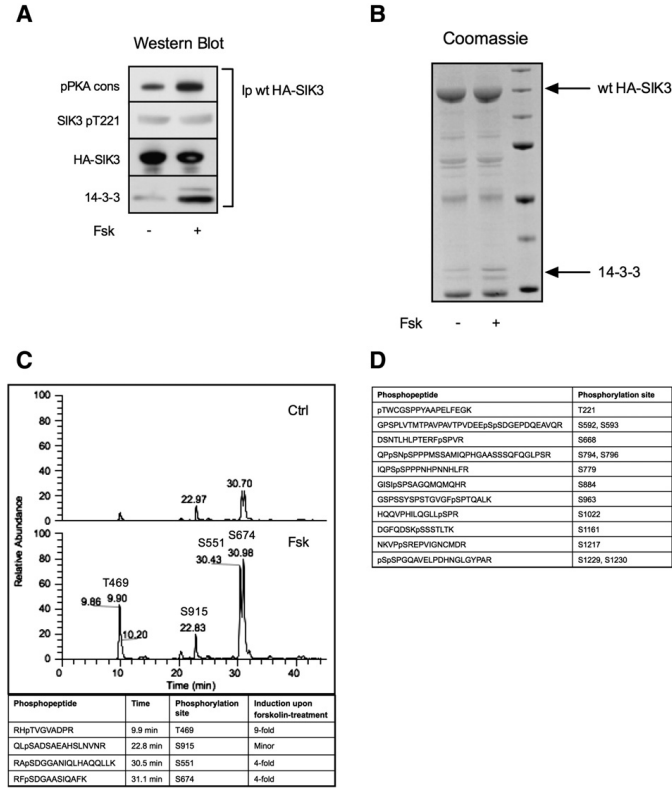 A
Western Blot
pPKA cons
SIK3 pT221
HA-SIK3
14-3-3
Ip wt HA-SIK3
Fsk - +
B
Coomassie
wt HA-SIK3
14-3-3
Fsk - +
C
Relative Abundance
100
80
60
40
20
0
Ctrl
22.97
30.70
100
80
60
40
20
0
Fsk
T469
9.86 9.90
10.20
S915
22.83
S551
30.43
S674
30.98
0 10 20 30 40
Time (min)
Phosphopeptide Time Phosphorylation site Induction upon forskolin-treatment
RHpTVGVADPR 9.9 min T469 9-fold
QLpSADSAEAHSLNVNR 22.8 min S915 Minor
RApSDGGANIQLHAQQLLK 30.5 min S551 4-fold
RFpSDGAASIQAFK 31.1 min S674 4-fold
D
Phosphopeptide Phosphorylation site
pTWCGSPPYAAPELFEGK T221
GPSPLVTMTPAVPAVTPVDEEpSpSDGEPDQEAVQR S592, S593
DSNTLHLPTERFpSPVR S668
QPpSNpSPPPMSSAMIQPHGAASSSQFQGLPSR S794, S796
IQPSpSPPPNHPNNHLFR S779
GISIpSPSAGQMQMQHR S884
GSPSSYSPSTGVGFpSPTQALK S963
HQQVPHILQGLLpSPR S1022
DGFQDSKpSSSTLTK S1161
NKVPpSREPVIGNCMDR S1217
pSpSPGQAVELPDHNGLGYPAR S1229, S1230